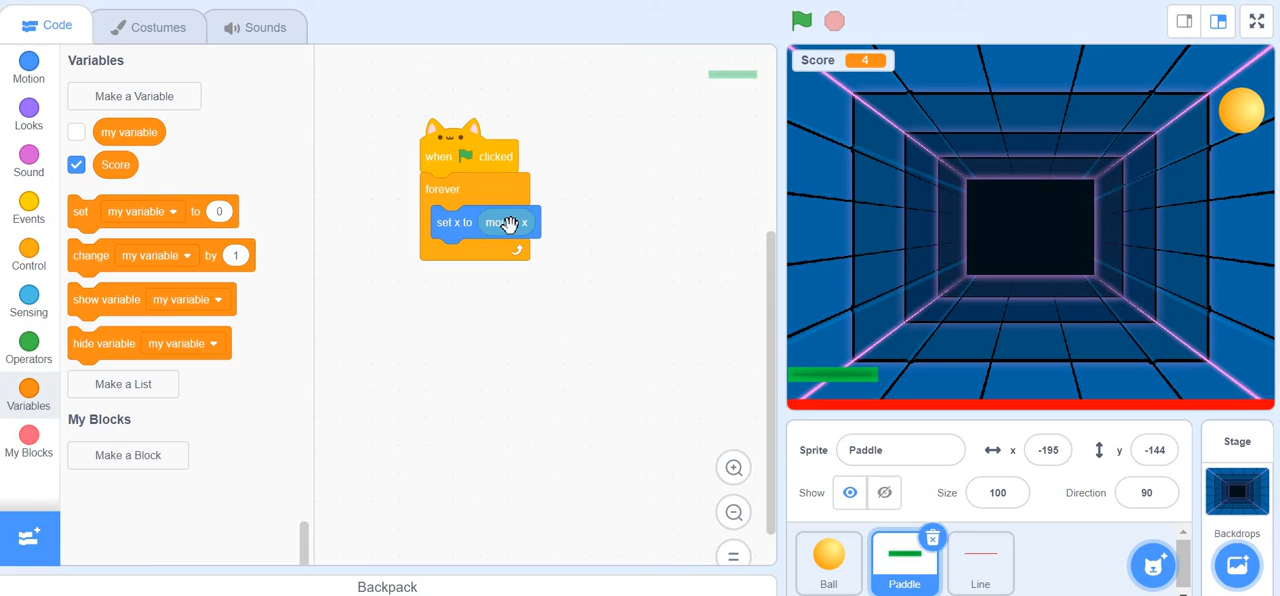 Code
Costumes
Sounds
Motion
Looks
Sound
Events
Control
Sensing
Operators
Variables
My Blocks
Variables
Make a Variable
my variable
Score
set my variable to 0
change my variable by 1
show variable my variable
hide variable my variable
Make a List
My Blocks
Make a Block
when clicked
forever
set x to x
Backpack
Score 4
Sprite Paddle x -195 y -144
Show Size 100 Direction 90
Ball
Paddle
Line
Stage
Backdrops